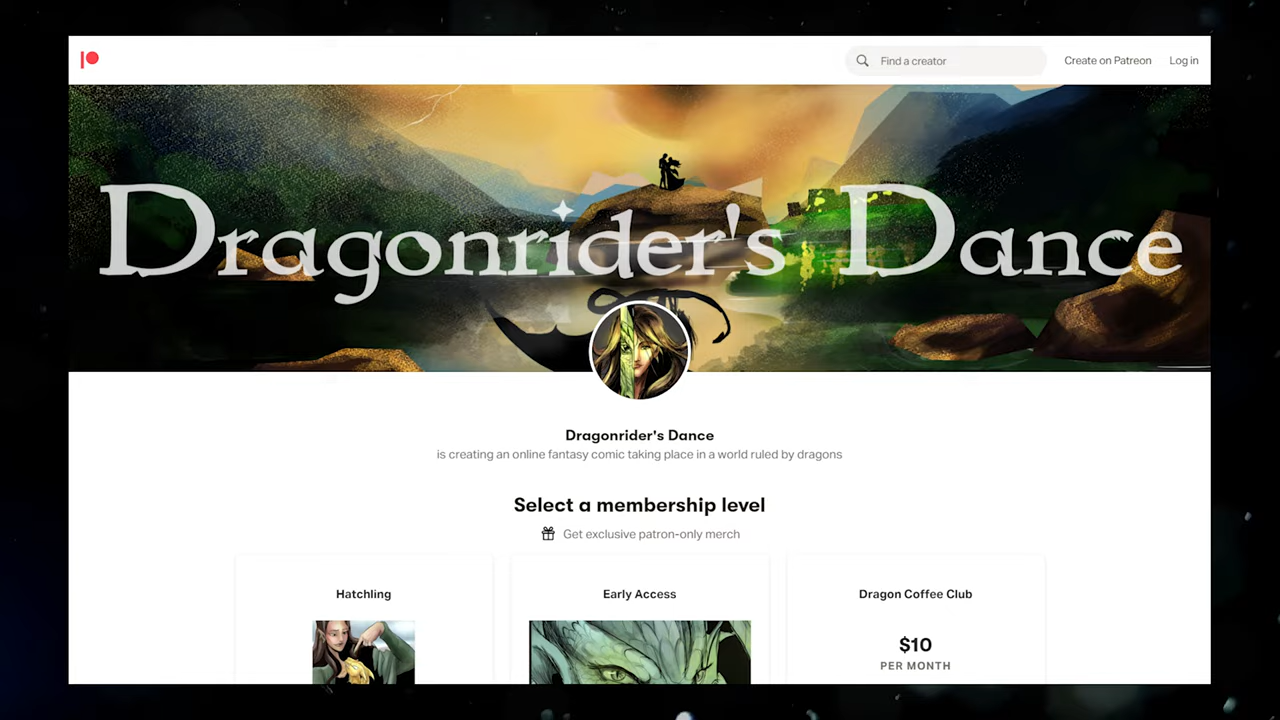 Find a creator
Create on Patreon
Log in
Dragonrider's Dance
Dragonrider's Dance
is creating an online fantasy comic taking place in a world ruled by dragons
Select a membership level
Get exclusive patron-only merch
Hatchling
Early Access
Dragon Coffee Club
$10
PER MONTH